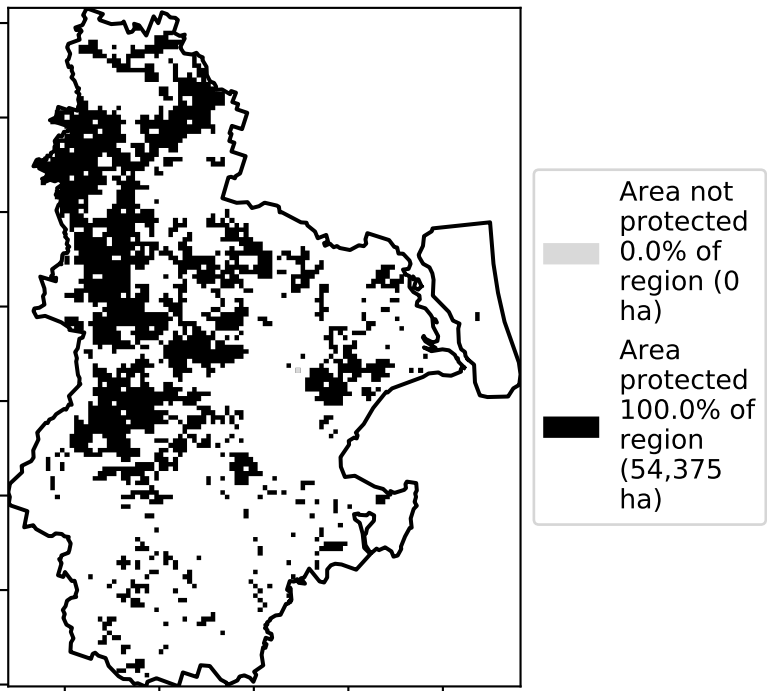 Area not
protected
0.0% of
region (0
ha)
Area
protected
100.0% of
region
(54,375
ha)